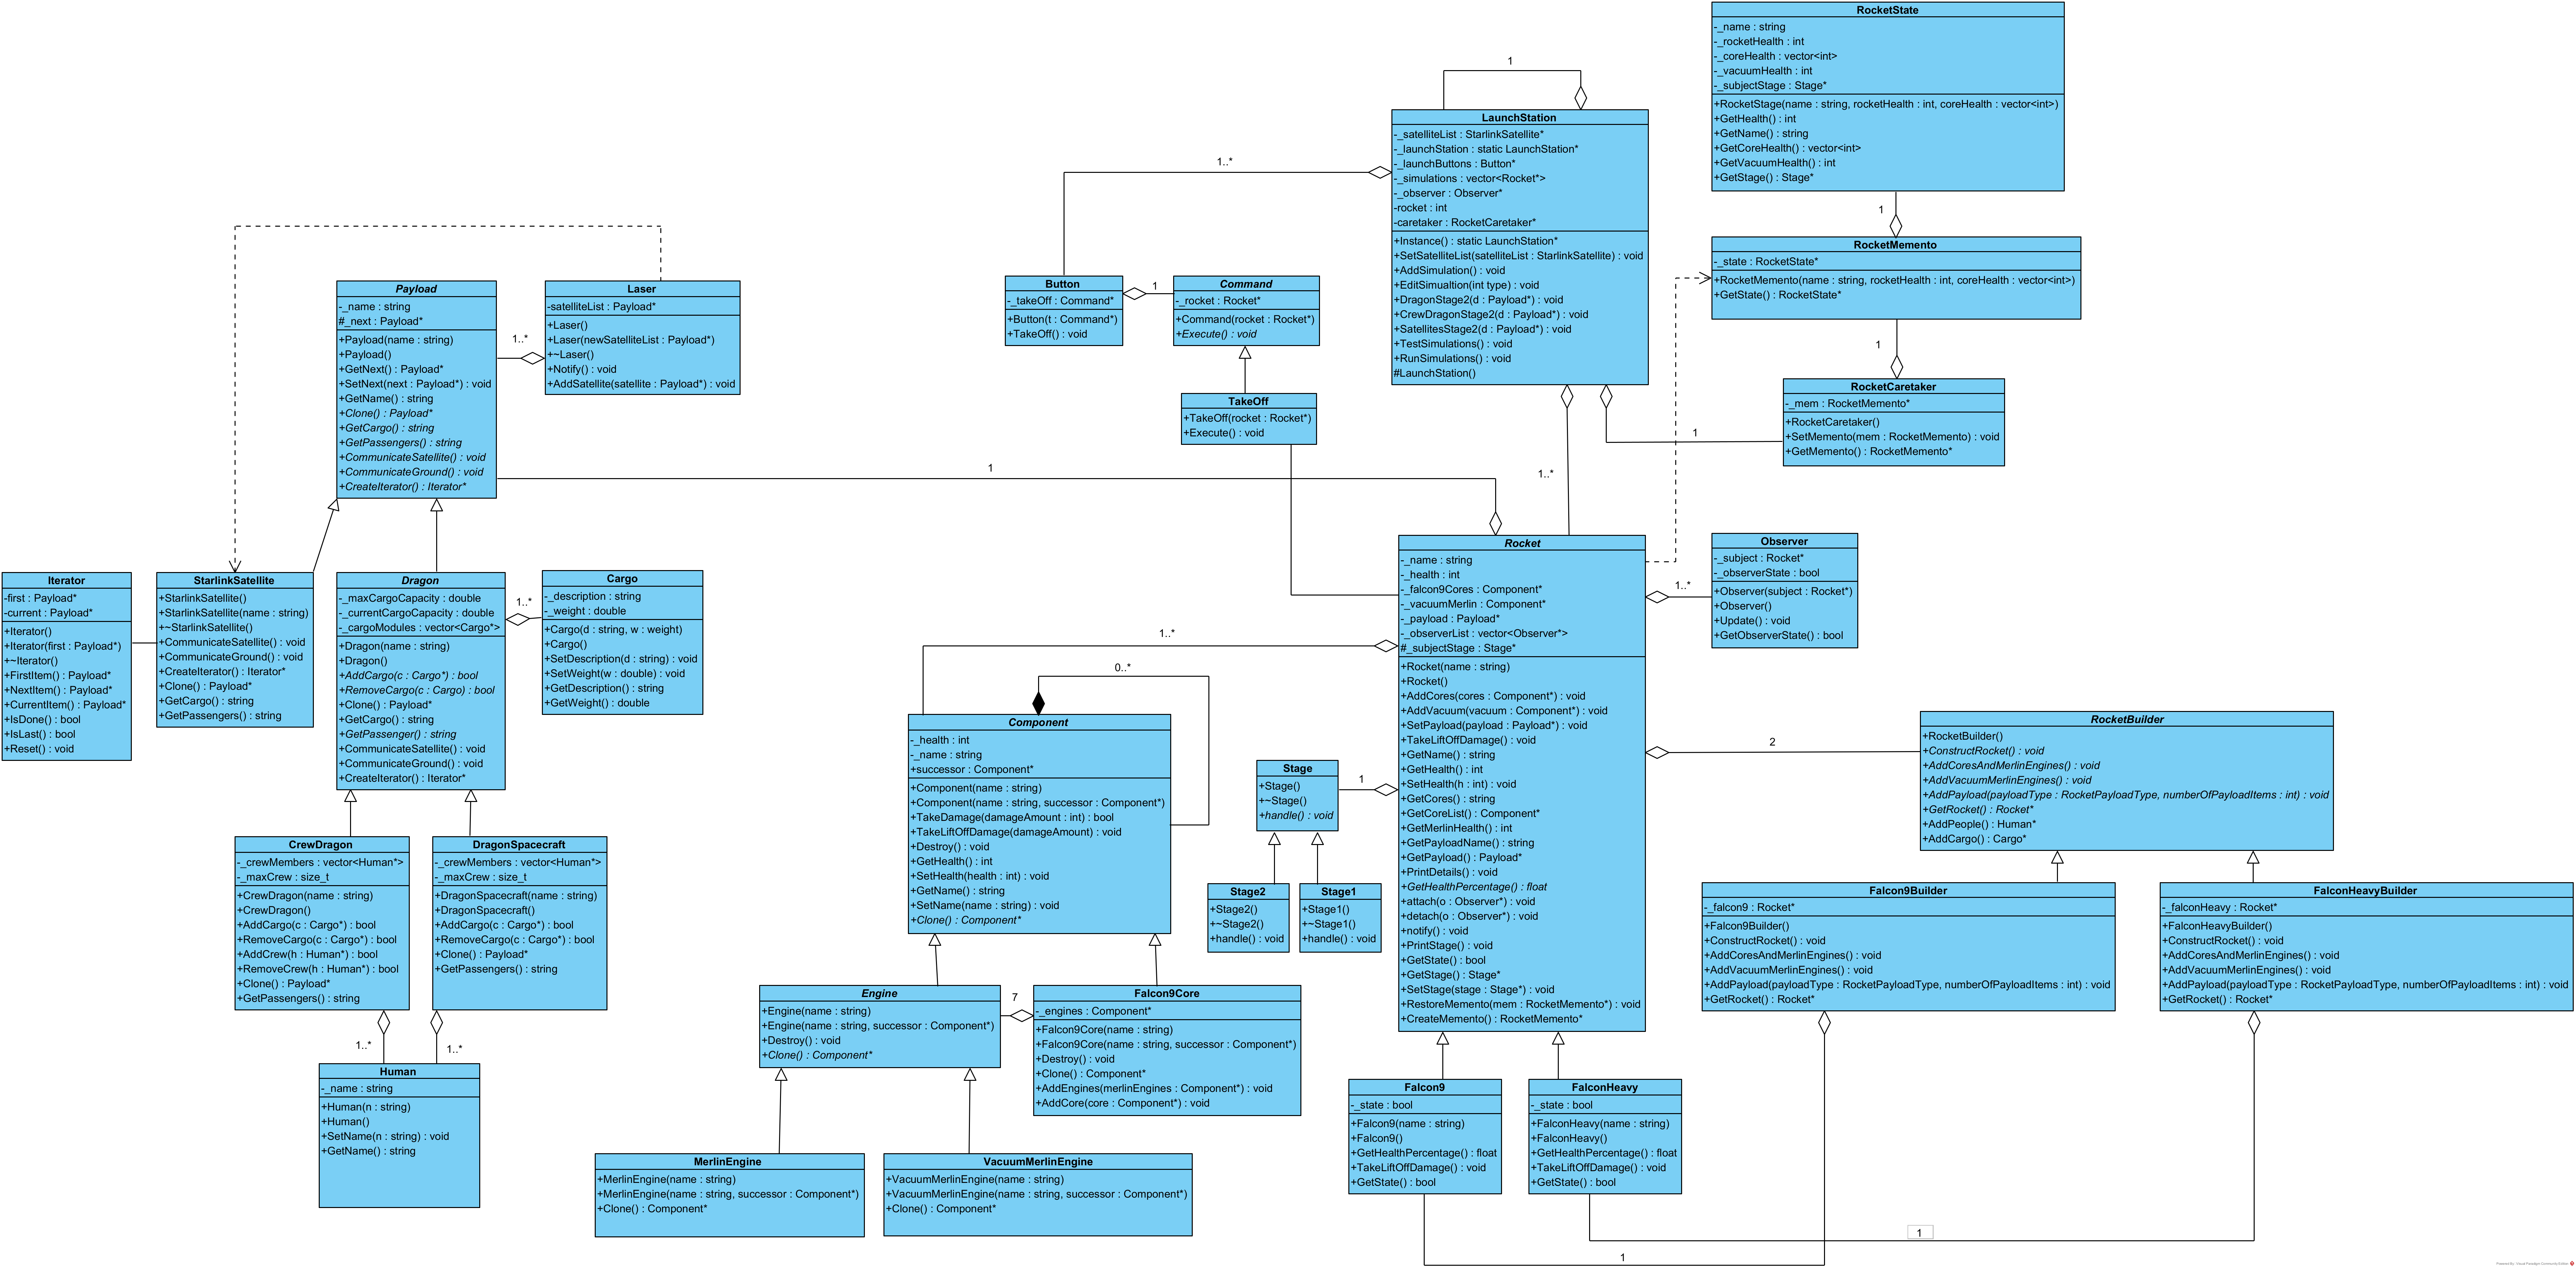 RocketState
-_name : string
-_rocketHealth : int
-_coreHealth : vector<int>
-_vacuumHealth : int
-_subjectStage : Stage*
+RocketStage(name : string, rocketHealth : int, coreHealth : vector<int>)
+GetHealth() : int
+GetName() : string
+GetCoreHealth() : vector<int>
+GetVacuumHealth() : int
+GetStage() : Stage*
1
1
LaunchStation
-_satelliteList : StarlinkSatellite*
-_launchStation : static LaunchStation*
-_launchButtons : Button*
-_simulations : vector<Rocket*>
-_observer : Observer*
-rocket : int
-caretaker : RocketCaretaker*
+Instance() : static LaunchStation*
+SetSatelliteList(satelliteList : StarlinkSatellite) : void
+AddSimulation() : void
+EditSimualtion(int type) : void
+DragonStage2(d : Payload*) : void
+CrewDragonStage2(d : Payload*) : void
+SatellitesStage2(d : Payload*) : void
+TestSimulations() : void
+RunSimulations() : void
#LaunchStation()
1..*
RocketMemento
-_state : RocketState*
+RocketMemento(name : string, rocketHealth : int, coreHealth : vector<int>)
+GetState() : RocketState*
1
RocketCaretaker
-_mem : RocketMemento*
+RocketCaretaker()
+SetMemento(mem : RocketMemento) : void
+GetMemento() : RocketMemento*
1
1..*
Button
-_takeOff : Command*
+Button(t : Command*)
+TakeOff() : void
1
Command
-_rocket : Rocket*
+Command(rocket : Rocket*)
+Execute() : void
TakeOff
+TakeOff(rocket : Rocket*)
+Execute() : void
Payload
-_name : string
#_next : Payload*
+Payload(name : string)
+Payload()
+GetNext() : Payload*
+SetNext(next : Payload*) : void
+GetName() : string
+Clone() : Payload*
+GetCargo() : string
+GetPassengers() : string
+CommunicateSatellite() : void
+CommunicateGround() : void
+CreateIterator() : Iterator*
1..*
Laser
-satelliteList : Payload*
+Laser()
+Laser(newSatelliteList : Payload*)
+~Laser()
+Notify() : void
+AddSatellite(satellite : Payload*) : void
1
Iterator
-first : Payload*
-current : Payload*
+Iterator()
+Iterator(first : Payload*)
+~Iterator()
+FirstItem() : Payload*
+NextItem() : Payload*
+CurrentItem() : Payload*
+IsDone() : bool
+IsLast() : bool
+Reset() : void
StarlinkSatellite
+StarlinkSatellite()
+StarlinkSatellite(name : string)
+~StarlinkSatellite()
+CommunicateSatellite() : void
+CommunicateGround() : void
+CreateIterator() : Iterator*
+Clone() : Payload*
+GetCargo() : string
+GetPassengers() : string
Dragon
-_maxCargoCapacity : double
-_currentCargoCapacity : double
-_cargoModules : vector<Cargo*>
+Dragon(name : string)
+Dragon()
+AddCargo(c : Cargo*) : bool
+RemoveCargo(c : Cargo) : bool
+Clone() : Payload*
+GetCargo() : string
+GetPassenger() : string
+CommunicateSatellite() : void
+CommunicateGround() : void
+CreateIterator() : Iterator*
1..*
Cargo
-_description : string
-_weight : double
+Cargo(d : string, w : weight)
+Cargo()
+SetDescription(d : string) : void
+SetWeight(w : double) : void
+GetDescription() : string
+GetWeight() : double
CrewDragon
-_crewMembers : vector<Human*>
-_maxCrew : size_t
+CrewDragon(name : string)
+CrewDragon()
+AddCargo(c : Cargo*) : bool
+RemoveCargo(c : Cargo*) : bool
+AddCrew(h : Human*) : bool
+RemoveCrew(h : Human*) : bool
+Clone() : Payload*
+GetPassengers() : string
DragonSpacecraft
-_crewMembers : vector<Human*>
-_maxCrew : size_t
+DragonSpacecraft(name : string)
+DragonSpacecraft()
+AddCargo(c : Cargo*) : bool
+RemoveCargo(c : Cargo*) : bool
+Clone() : Payload*
+GetPassengers() : string
1..*
1..*
Human
-_name : string
+Human(n : string)
+Human()
+SetName(n : string) : void
+GetName() : string
1..*
0..*
Component
-_health : int
-_name : string
+successor : Component*
+Component(name : string)
+Component(name : string, successor : Component*)
+TakeDamage(damageAmount : int) : bool
+TakeLiftOffDamage(damageAmount) : void
+Destroy() : void
+GetHealth() : int
+SetHealth(health : int) : void
+GetName() : string
+SetName(name : string) : void
+Clone() : Component*
Engine
+Engine(name : string)
+Engine(name : string, successor : Component*)
+Destroy() : void
+Clone() : Component*
7
Falcon9Core
-_engines : Component*
+Falcon9Core(name : string)
+Falcon9Core(name : string, successor : Component*)
+Destroy() : void
+Clone() : Component*
+AddEngines(merlinEngines : Component*) : void
+AddCore(core : Component*) : void
MerlinEngine
+MerlinEngine(name : string)
+MerlinEngine(name : string, successor : Component*)
+Clone() : Component*
VacuumMerlinEngine
+VacuumMerlinEngine(name : string)
+VacuumMerlinEngine(name : string, successor : Component*)
+Clone() : Component*
Stage
+Stage()
+~Stage()
+handle() : void
1
Stage2
+Stage2()
+~Stage2()
+handle() : void
Stage1
+Stage1()
+~Stage1()
+handle() : void
Rocket
-_name : string
-_health : int
-_falcon9Cores : Component*
-_vacuumMerlin : Component*
-_payload : Payload*
-_observerList : vector<Observer*>
#_subjectStage : Stage*
+Rocket(name : string)
+Rocket()
+AddCores(cores : Component*) : void
+AddVacuum(vacuum : Component*) : void
+SetPayload(payload : Payload*) : void
+TakeLiftOffDamage() : void
+GetName() : string
+GetHealth() : int
+SetHealth(h : int) : void
+GetCores() : string
+GetCoreList() : Component*
+GetMerlinHealth() : int
+GetPayloadName() : string
+GetPayload() : Payload*
+PrintDetails() : void
+GetHealthPercentage() : float
+attach(o : Observer*) : void
+detach(o : Observer*) : void
+notify() : void
+PrintStage() : void
+GetState() : bool
+GetStage() : Stage*
+SetStage(stage : Stage*) : void
+RestoreMemento(mem : RocketMemento*) : void
+CreateMemento() : RocketMemento*
1..*
Observer
-_subject : Rocket*
-_observerState : bool
+Observer(subject : Rocket*)
+Observer()
+Update() : void
+GetObserverState() : bool
2
RocketBuilder
+RocketBuilder()
+ConstructRocket() : void
+AddCoresAndMerlinEngines() : void
+AddVacuumMerlinEngines() : void
+AddPayload(payloadType : RocketPayloadType, numberOfPayloadItems : int) : void
+GetRocket() : Rocket*
+AddPeople() : Human*
+AddCargo() : Cargo*
Falcon9Builder
-_falcon9 : Rocket*
+Falcon9Builder()
+ConstructRocket() : void
+AddCoresAndMerlinEngines() : void
+AddVacuumMerlinEngines() : void
+AddPayload(payloadType : RocketPayloadType, numberOfPayloadItems : int) : void
+GetRocket() : Rocket*
FalconHeavyBuilder
-_falconHeavy : Rocket*
+FalconHeavyBuilder()
+ConstructRocket() : void
+AddCoresAndMerlinEngines() : void
+AddVacuumMerlinEngines() : void
+AddPayload(payloadType : RocketPayloadType, numberOfPayloadItems : int) : void
+GetRocket() : Rocket*
Falcon9
-_state : bool
+Falcon9(name : string)
+Falcon9()
+GetHealthPercentage() : float
+TakeLiftOffDamage() : void
+GetState() : bool
FalconHeavy
-_state : bool
+FalconHeavy(name : string)
+FalconHeavy()
+GetHealthPercentage() : float
+TakeLiftOffDamage() : void
+GetState() : bool
1
1
Powered By: Visual Paradigm Community Edition